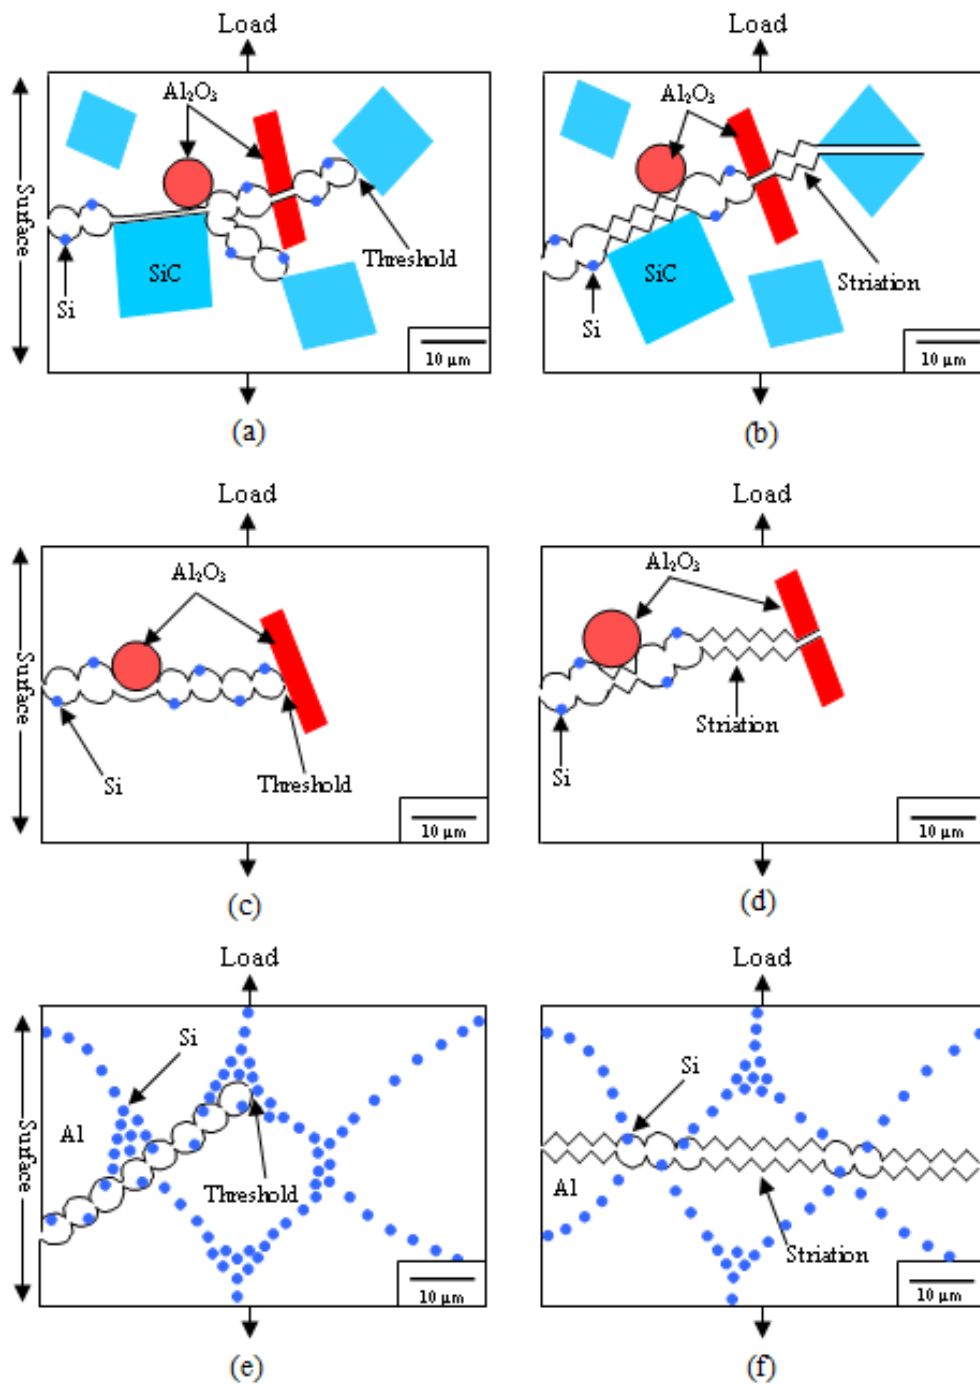 Load
Load
Al₂O₃
Al₂O₃
Surface
Threshold
SiC
Si
SiC
Striation
Si
10 µm
10 µm
(a)
(b)
Load
Load
Al₂O₃
Al₂O₃
Surface
Striation
Si
Threshold
Si
10 µm
10 µm
(c)
(d)
Load
Load
Si
Si
Surface
Al
Threshold
Al
Striation
10 µm
10 µm
(e)
(f)